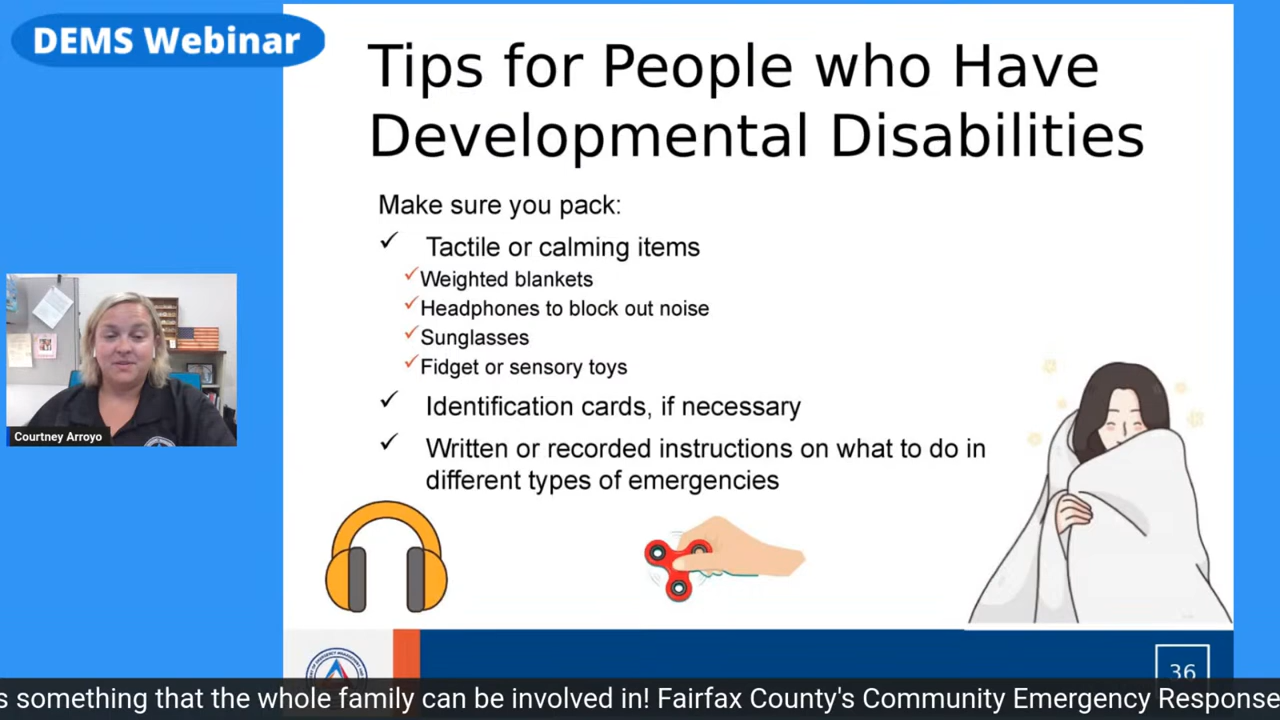 DEMS Webinar
Tips for People who Have
Developmental Disabilities
Make sure you pack:
Tactile or calming items
Weighted blankets
Headphones to block out noise
Sunglasses
Fidget or sensory toys
Identification cards, if necessary
Written or recorded instructions on what to do in
different types of emergencies
Courtney Arroyo
36
s something that the whole family can be involved in! Fairfax County's Community Emergency Response